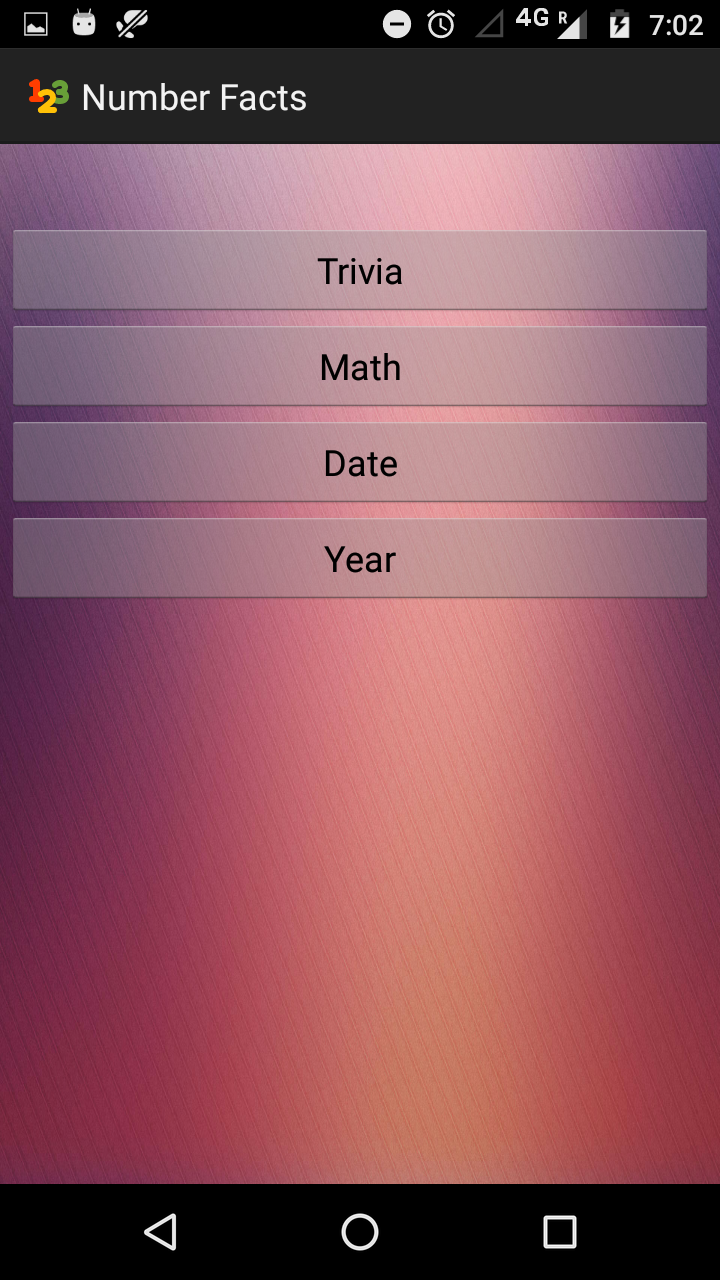 4G R 7:02
123 Number Facts
Trivia
Math
Date
Year